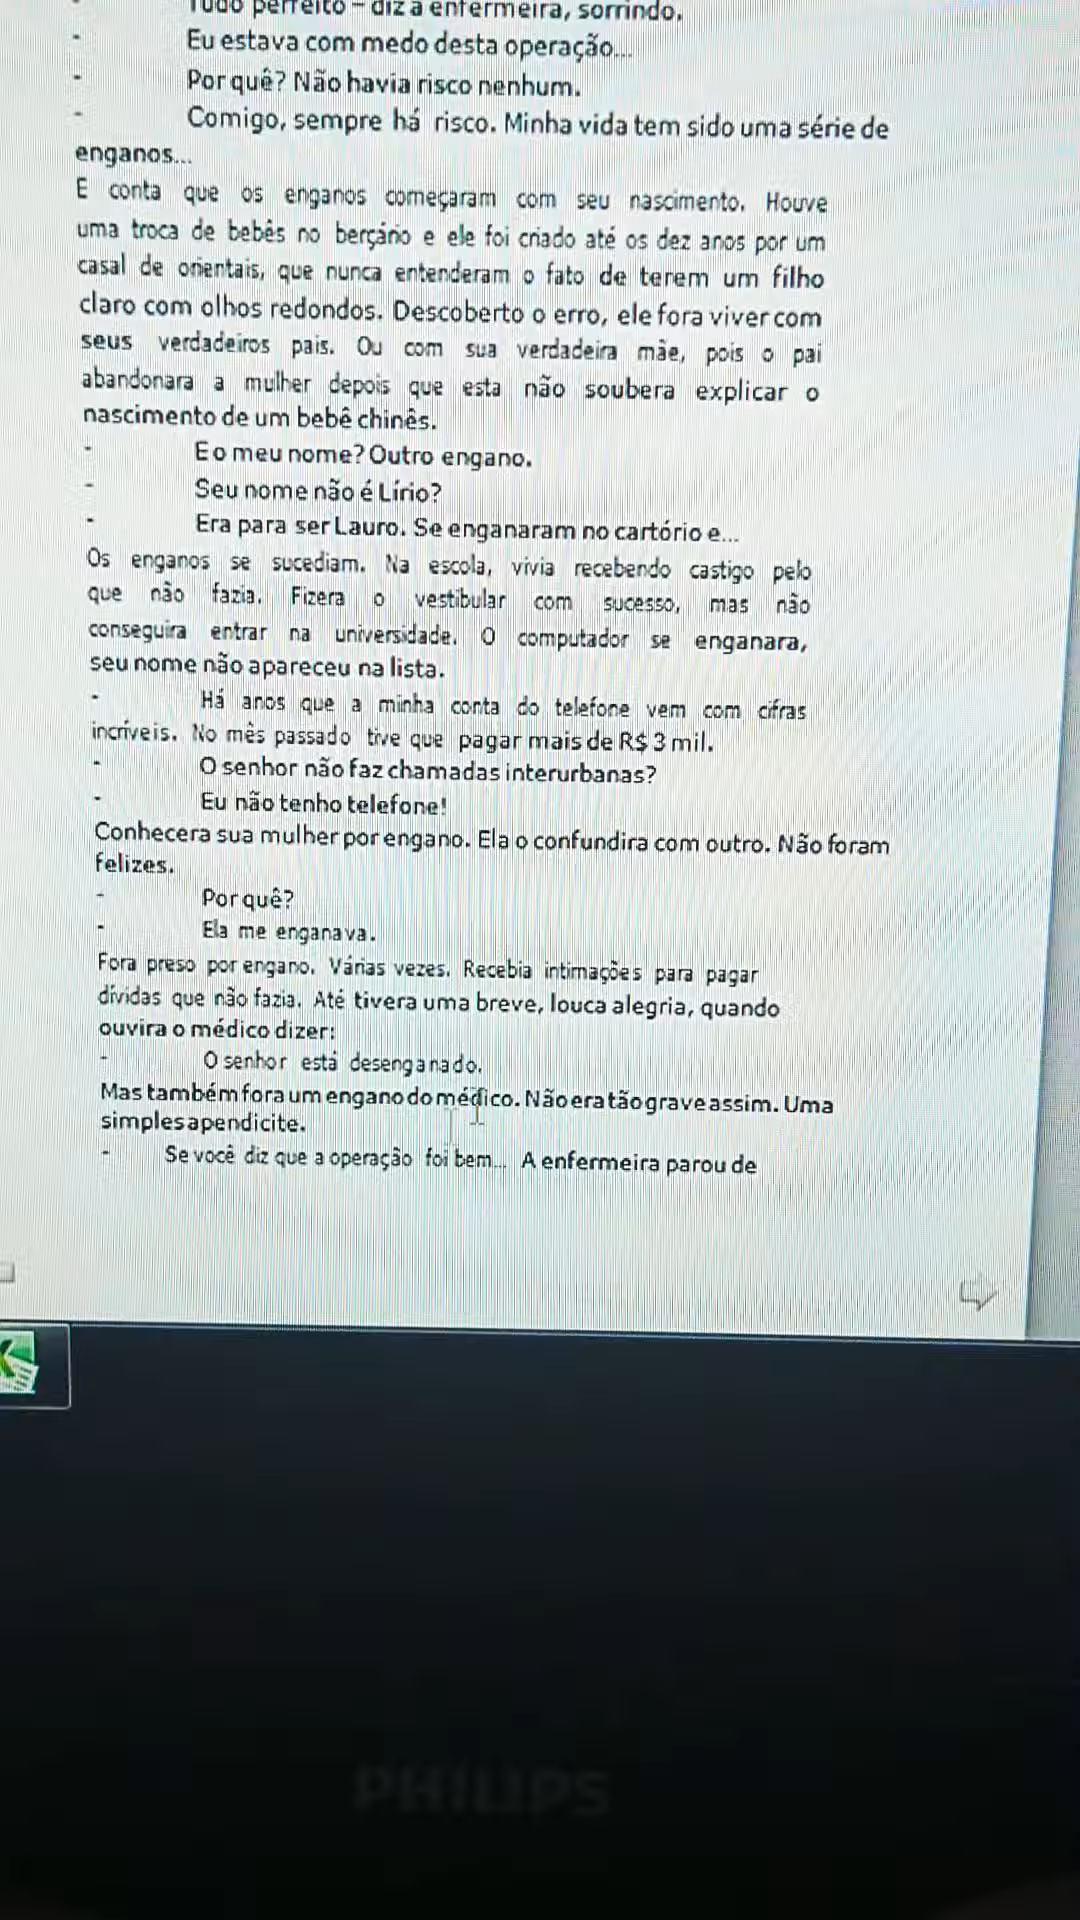 Tudo perfeito – diz a enfermeira, sorrindo.
- Eu estava com medo desta operação...
- Por quê? Não havia risco nenhum.
- Comigo, sempre há risco. Minha vida tem sido uma série de
enganos...
E conta que os enganos começaram com seu nascimento. Houve
uma troca de bebês no berçário e ele foi criado até os dez anos por um
casal de orientais, que nunca entenderam o fato de terem um filho
claro com olhos redondos. Descoberto o erro, ele fora viver com
seus verdadeiros pais. Ou com sua verdadeira mãe, pois o pai
abandonara a mulher depois que esta não soubera explicar o
nascimento de um bebê chinês.
- E o meu nome? Outro engano.
- Seu nome não é Lírio?
- Era para ser Lauro. Se enganaram no cartório e...
Os enganos se sucediam. Na escola, vivia recebendo castigo pelo
que não fazia. Fizera o vestibular com sucesso, mas não
conseguira entrar na universidade. O computador se enganara,
seu nome não apareceu na lista.
- Há anos que a minha conta do telefone vem com cifras
incríveis. No mês passado tive que pagar mais de R$ 3 mil.
- O senhor não faz chamadas interurbanas?
- Eu não tenho telefone!
Conhecera sua mulher por engano. Ela o confundira com outro. Não foram
felizes.
- Por quê?
- Ela me enganava.
Fora preso por engano. Várias vezes. Recebia intimações para pagar
dívidas que não fazia. Até tivera uma breve, louca alegria, quando
ouvira o médico dizer:
- O senhor está desenganado.
Mas também fora um engano do médico. Não era tão grave assim. Uma
simples apendicite.
- Se você diz que a operação foi bem... A enfermeira parou de
PHILIPS